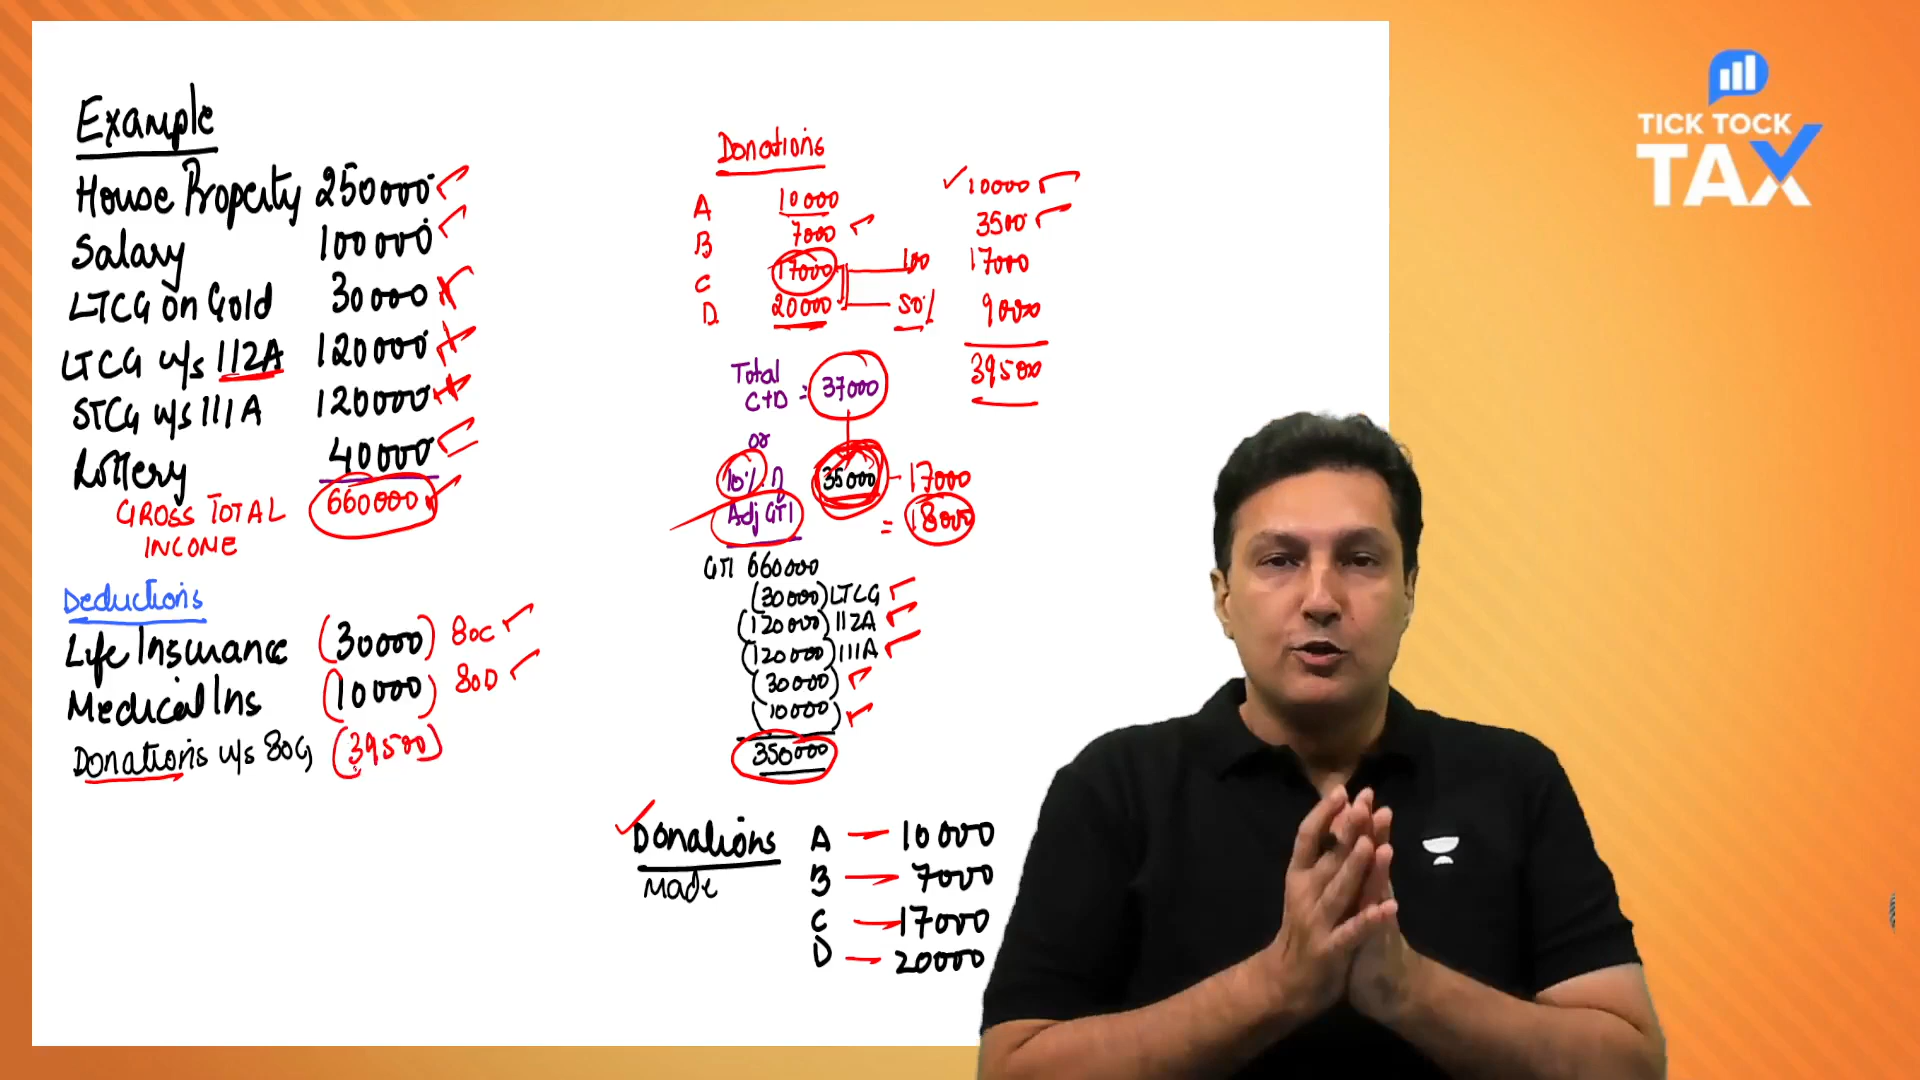 Example
House Property 250000
Salary 100000
LTCG on Gold 30000
LTCG u/s 112A 120000
STCG u/s 111A 120000
Lottery 40000
GROSS TOTAL INCOME 660000
Deductions
Life Insurance (30000) 80C
Medical Ins (10000) 80D
Donations u/s 80G (39500)
Donations
A 10000 10000
B 7000 3500
C 17000 100 17000
D 20000 50% 9000
39500
Total C+D = 37000
or
10% of Adj GTI 35000 - 17000
= 18000
GTI 660000
(30000) LTCG
(120000) 112A
(120000) 111A
(30000)
(10000)
350000
Donations Made
A — 10000
B — 7000
C — 17000
D — 20000
TICK TOCK
TAX